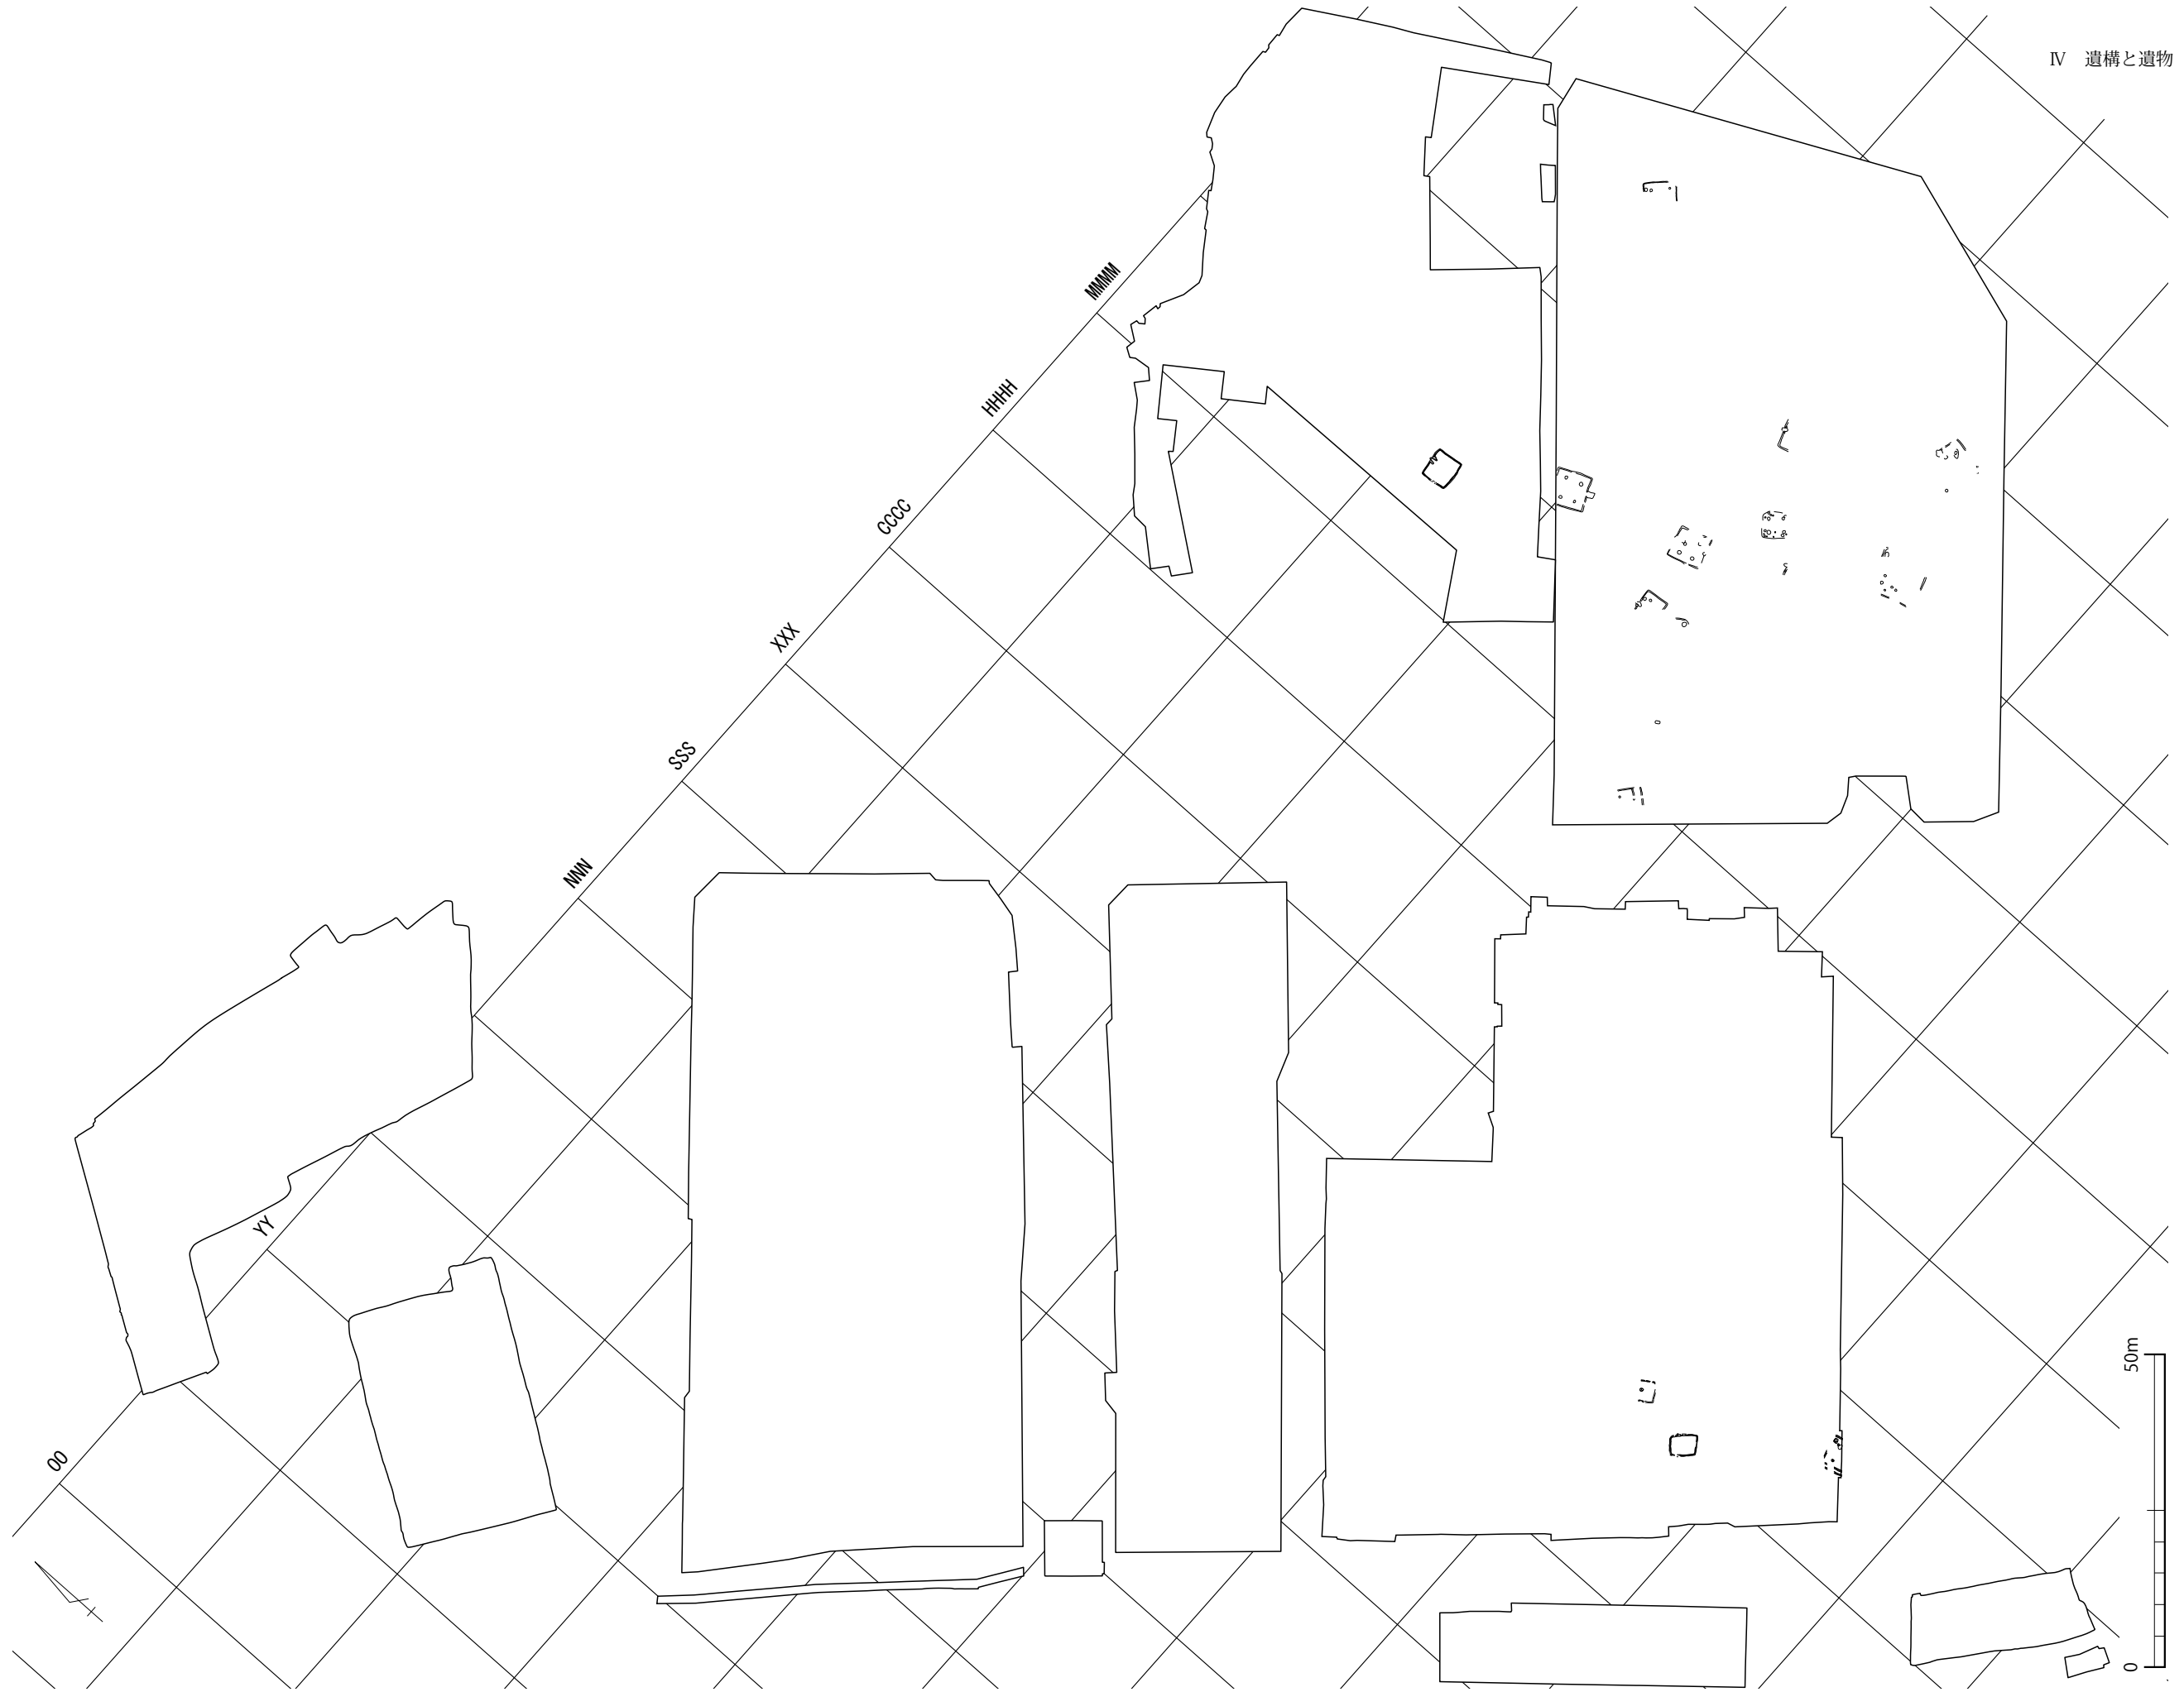 Ⅳ 遺構と遺物
MMMM
HHHH
CCCC
XXX
SSS
NNN
YY
OO
50m
0